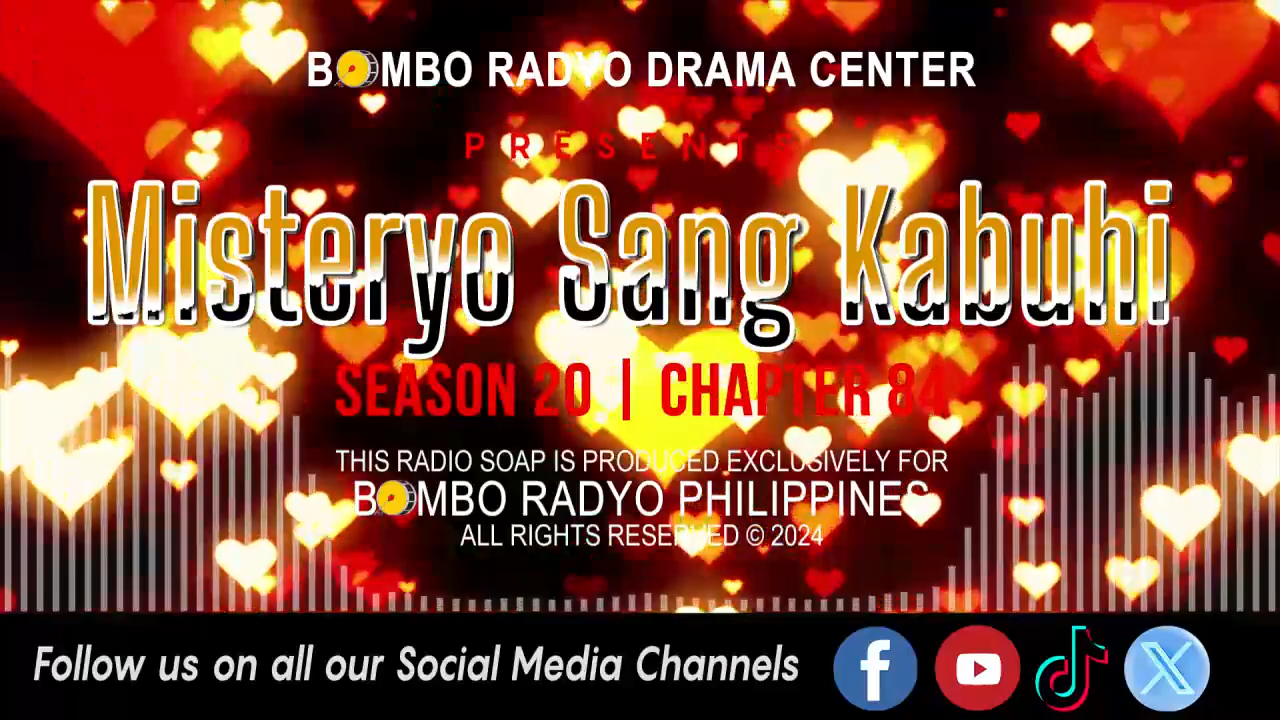 BOMBO RADYO DRAMA CENTER
PRESENTS
Misteryo Sang Kabuhi
SEASON 20 | CHAPTER 84
THIS RADIO SOAP IS PRODUCED EXCLUSIVELY FOR
BOMBO RADYO PHILIPPINES
ALL RIGHTS RESERVED © 2024
Follow us on all our Social Media Channels